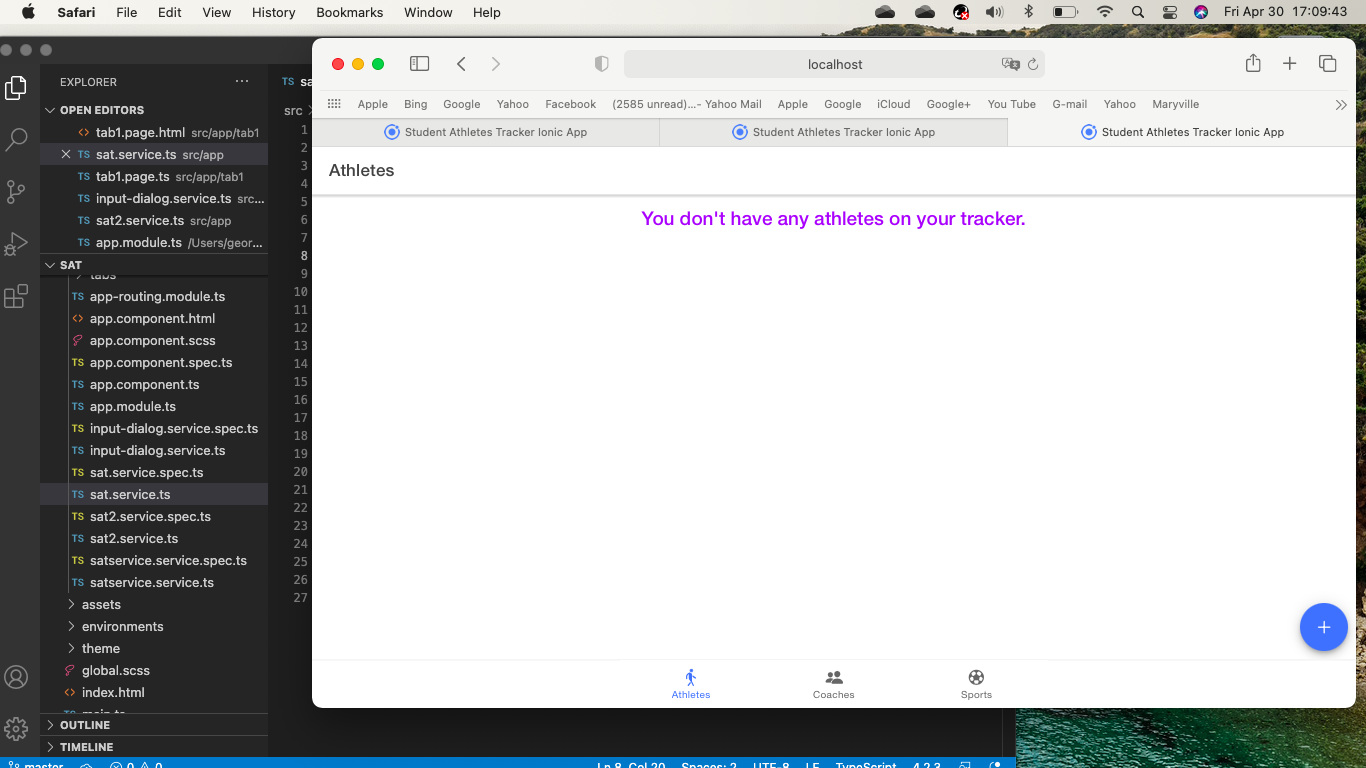 Safari File Edit View History Bookmarks Window Help Fri Apr 30 17:09:43
EXPLORER
OPEN EDITORS
tab1.page.html src/app/tab1
TS sat.service.ts src/app
TS tab1.page.ts src/app/tab1
TS input-dialog.service.ts src...
TS sat2.service.ts src/app
TS app.module.ts /Users/geor...
SAT
tabs
TS app-routing.module.ts
app.component.html
app.component.scss
TS app.component.spec.ts
TS app.component.ts
TS app.module.ts
TS input-dialog.service.spec.ts
TS input-dialog.service.ts
TS sat.service.spec.ts
TS sat.service.ts
TS sat2.service.spec.ts
TS sat2.service.ts
TS satservice.service.spec.ts
TS satservice.service.ts
assets
environments
theme
global.scss
index.html
TS main.ts
OUTLINE
TIMELINE
TS sa
src
1
2
3
4
5
6
7
8
9
10
11
12
13
14
15
16
17
18
19
20
21
22
23
24
25
26
27
localhost
Apple Bing Google Yahoo Facebook (2585 unread)...- Yahoo Mail Apple Google iCloud Google+ You Tube G-mail Yahoo Maryville
Student Athletes Tracker Ionic App Student Athletes Tracker Ionic App Student Athletes Tracker Ionic App
Athletes
You don't have any athletes on your tracker.
Athletes Coaches Sports
master 0 0 Ln 8, Col 20 Spaces: 2 UTF-8 LF TypeScript 4.2.3